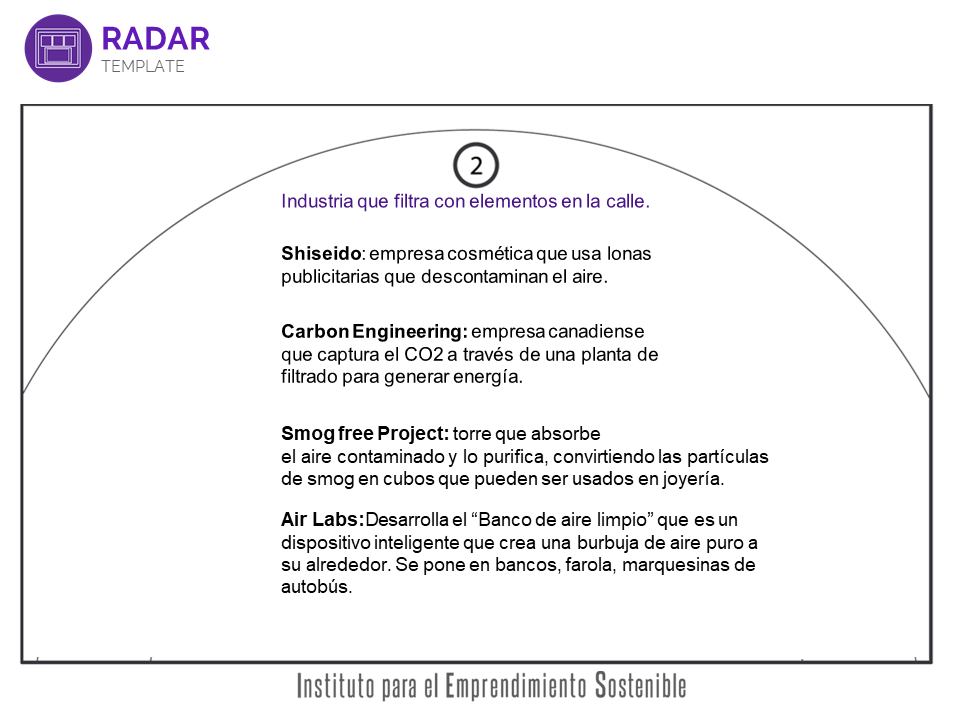 RADAR
TEMPLATE
2
Industria que filtra con elementos en la calle.
Shiseido: empresa cosmética que usa lonas
publicitarias que descontaminan el aire.
Carbon Engineering: empresa canadiense
que captura el CO2 a través de una planta de
filtrado para generar energía.
Smog free Project: torre que absorbe
el aire contaminado y lo purifica, convirtiendo las partículas
de smog en cubos que pueden ser usados en joyería.
Air Labs:Desarrolla el “Banco de aire limpio” que es un
dispositivo inteligente que crea una burbuja de aire puro a
su alrededor. Se pone en bancos, farola, marquesinas de
autobús.
Instituto para el Emprendimiento Sostenible